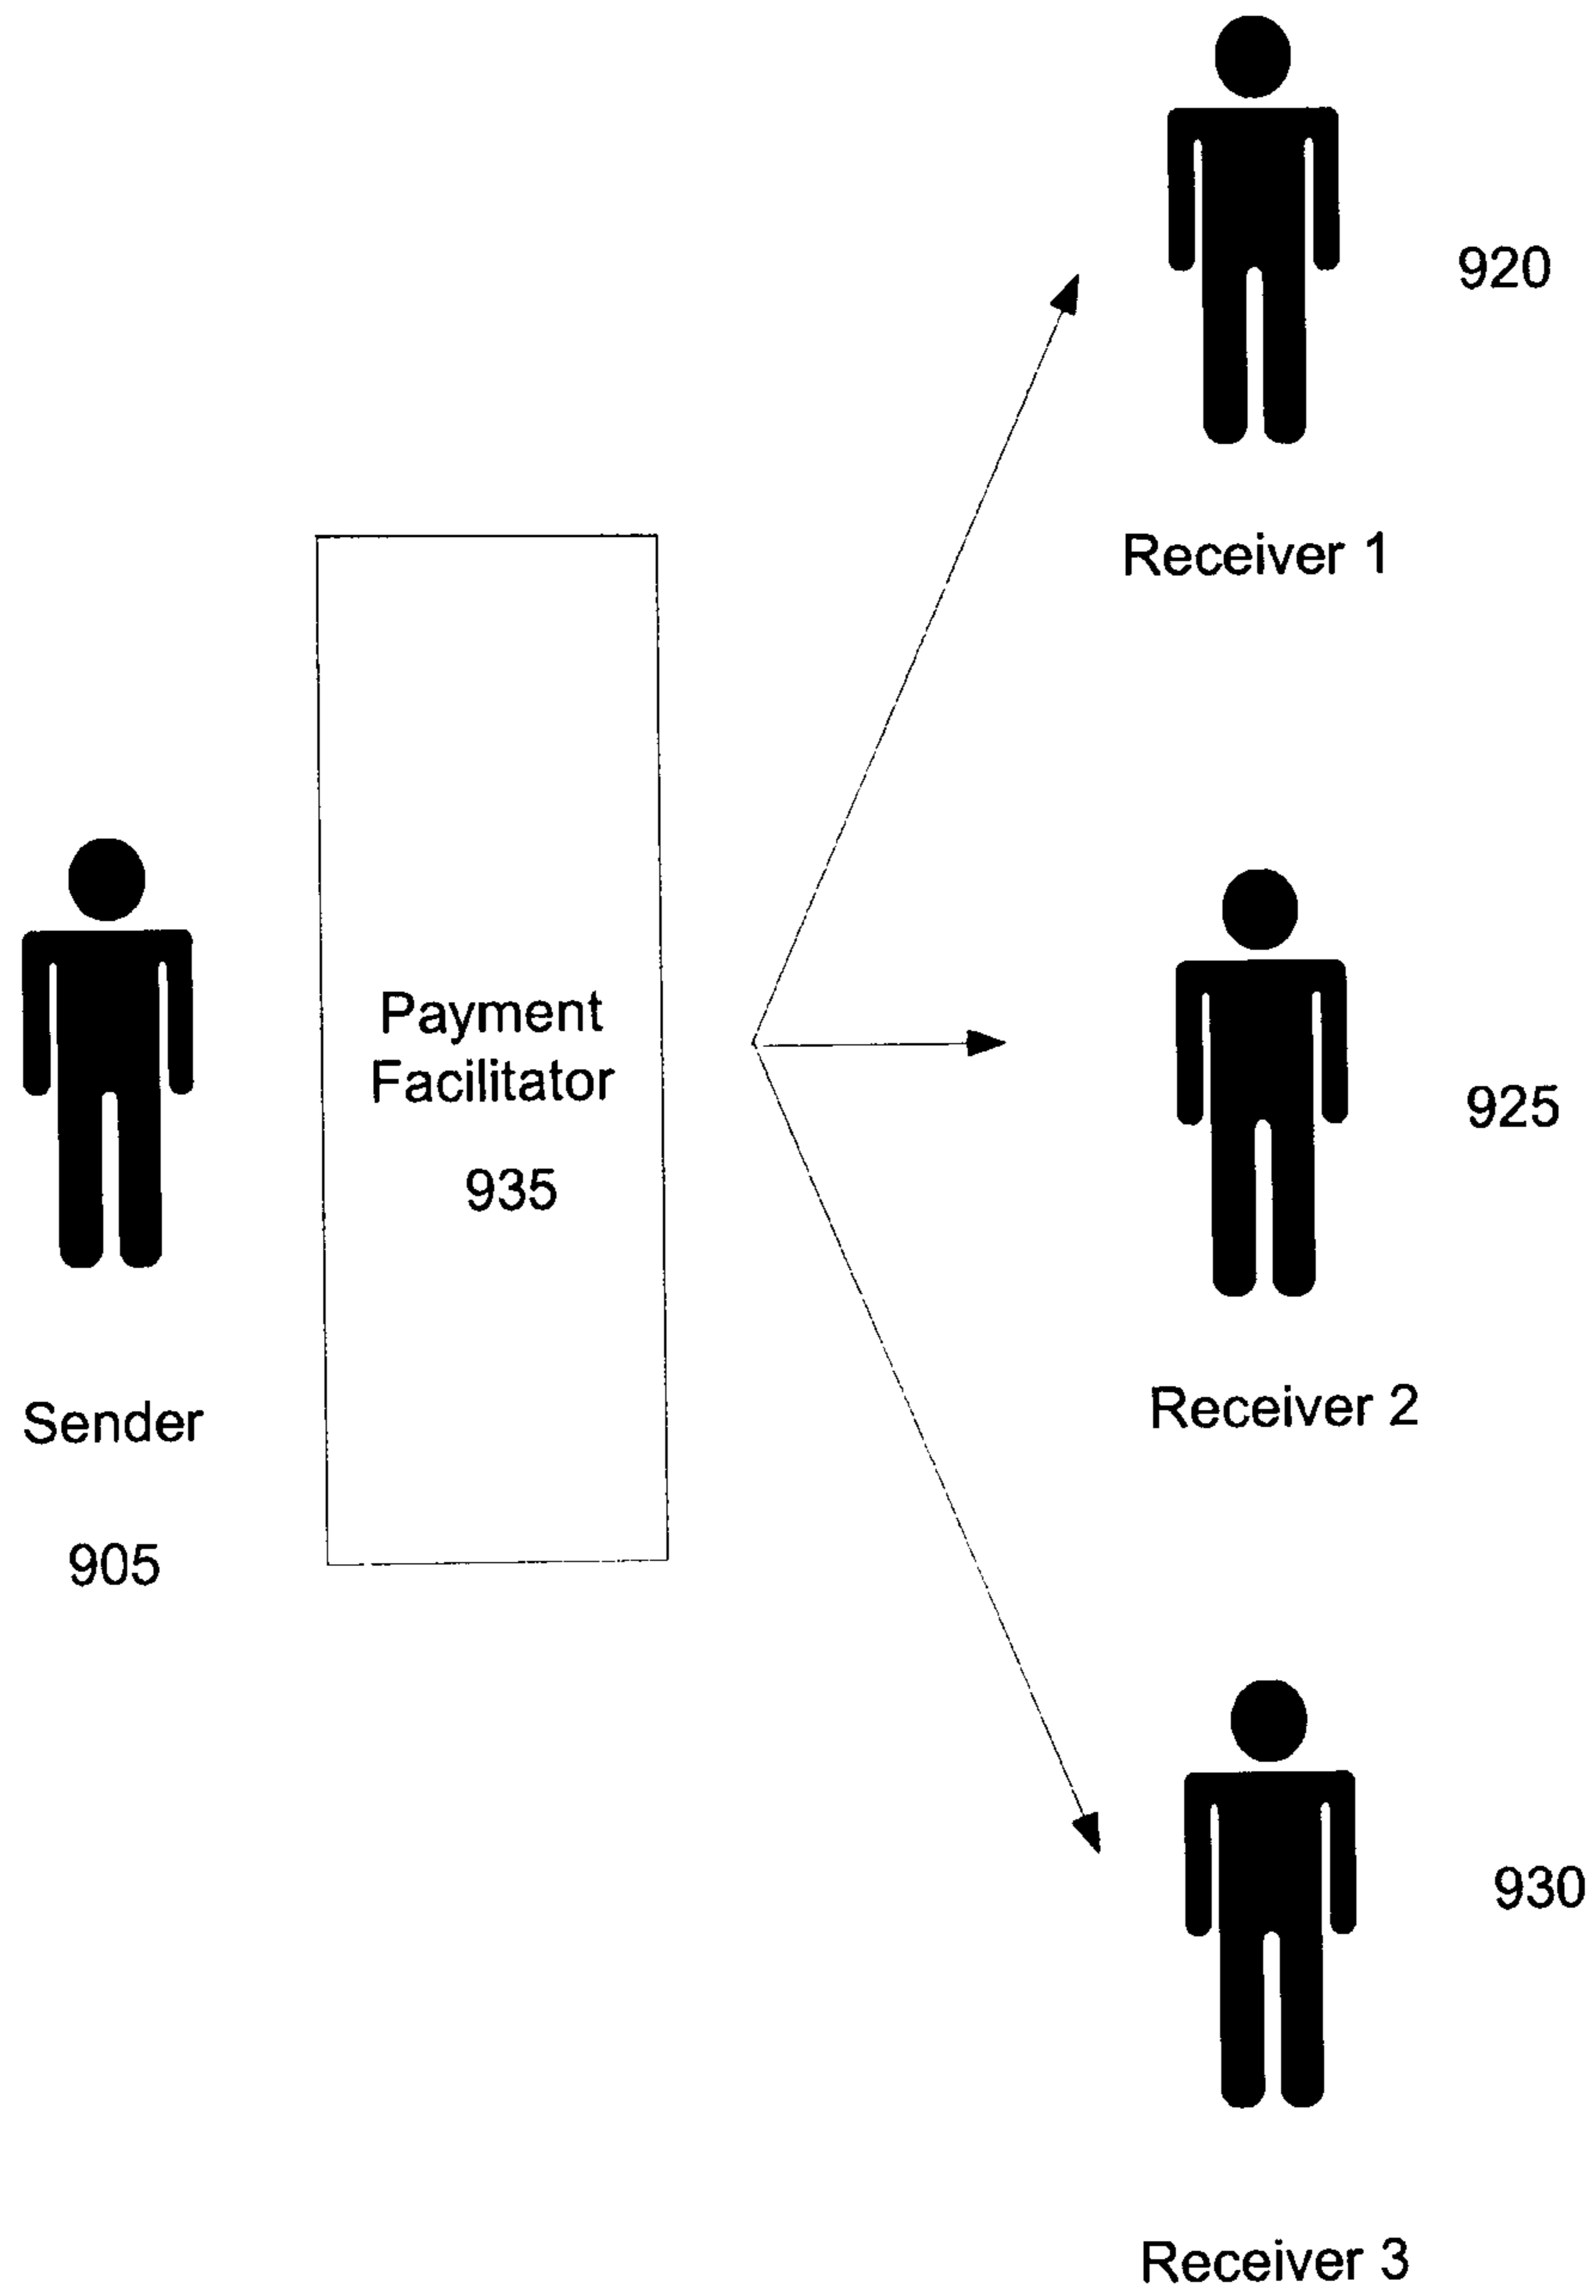 920
Receiver 1
Payment
Facilitator
935
925
Sender
905
Receiver 2
930
Receiver 3